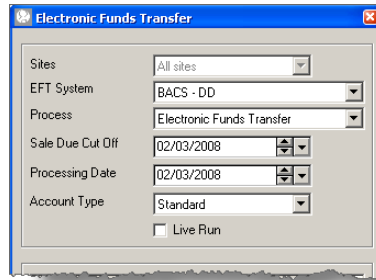 Electronic Funds Transfer
Sites All sites
EFT System BACS - DD
Process Electronic Funds Transfer
Sale Due Cut Off 02/03/2008
Processing Date 02/03/2008
Account Type Standard
Live Run